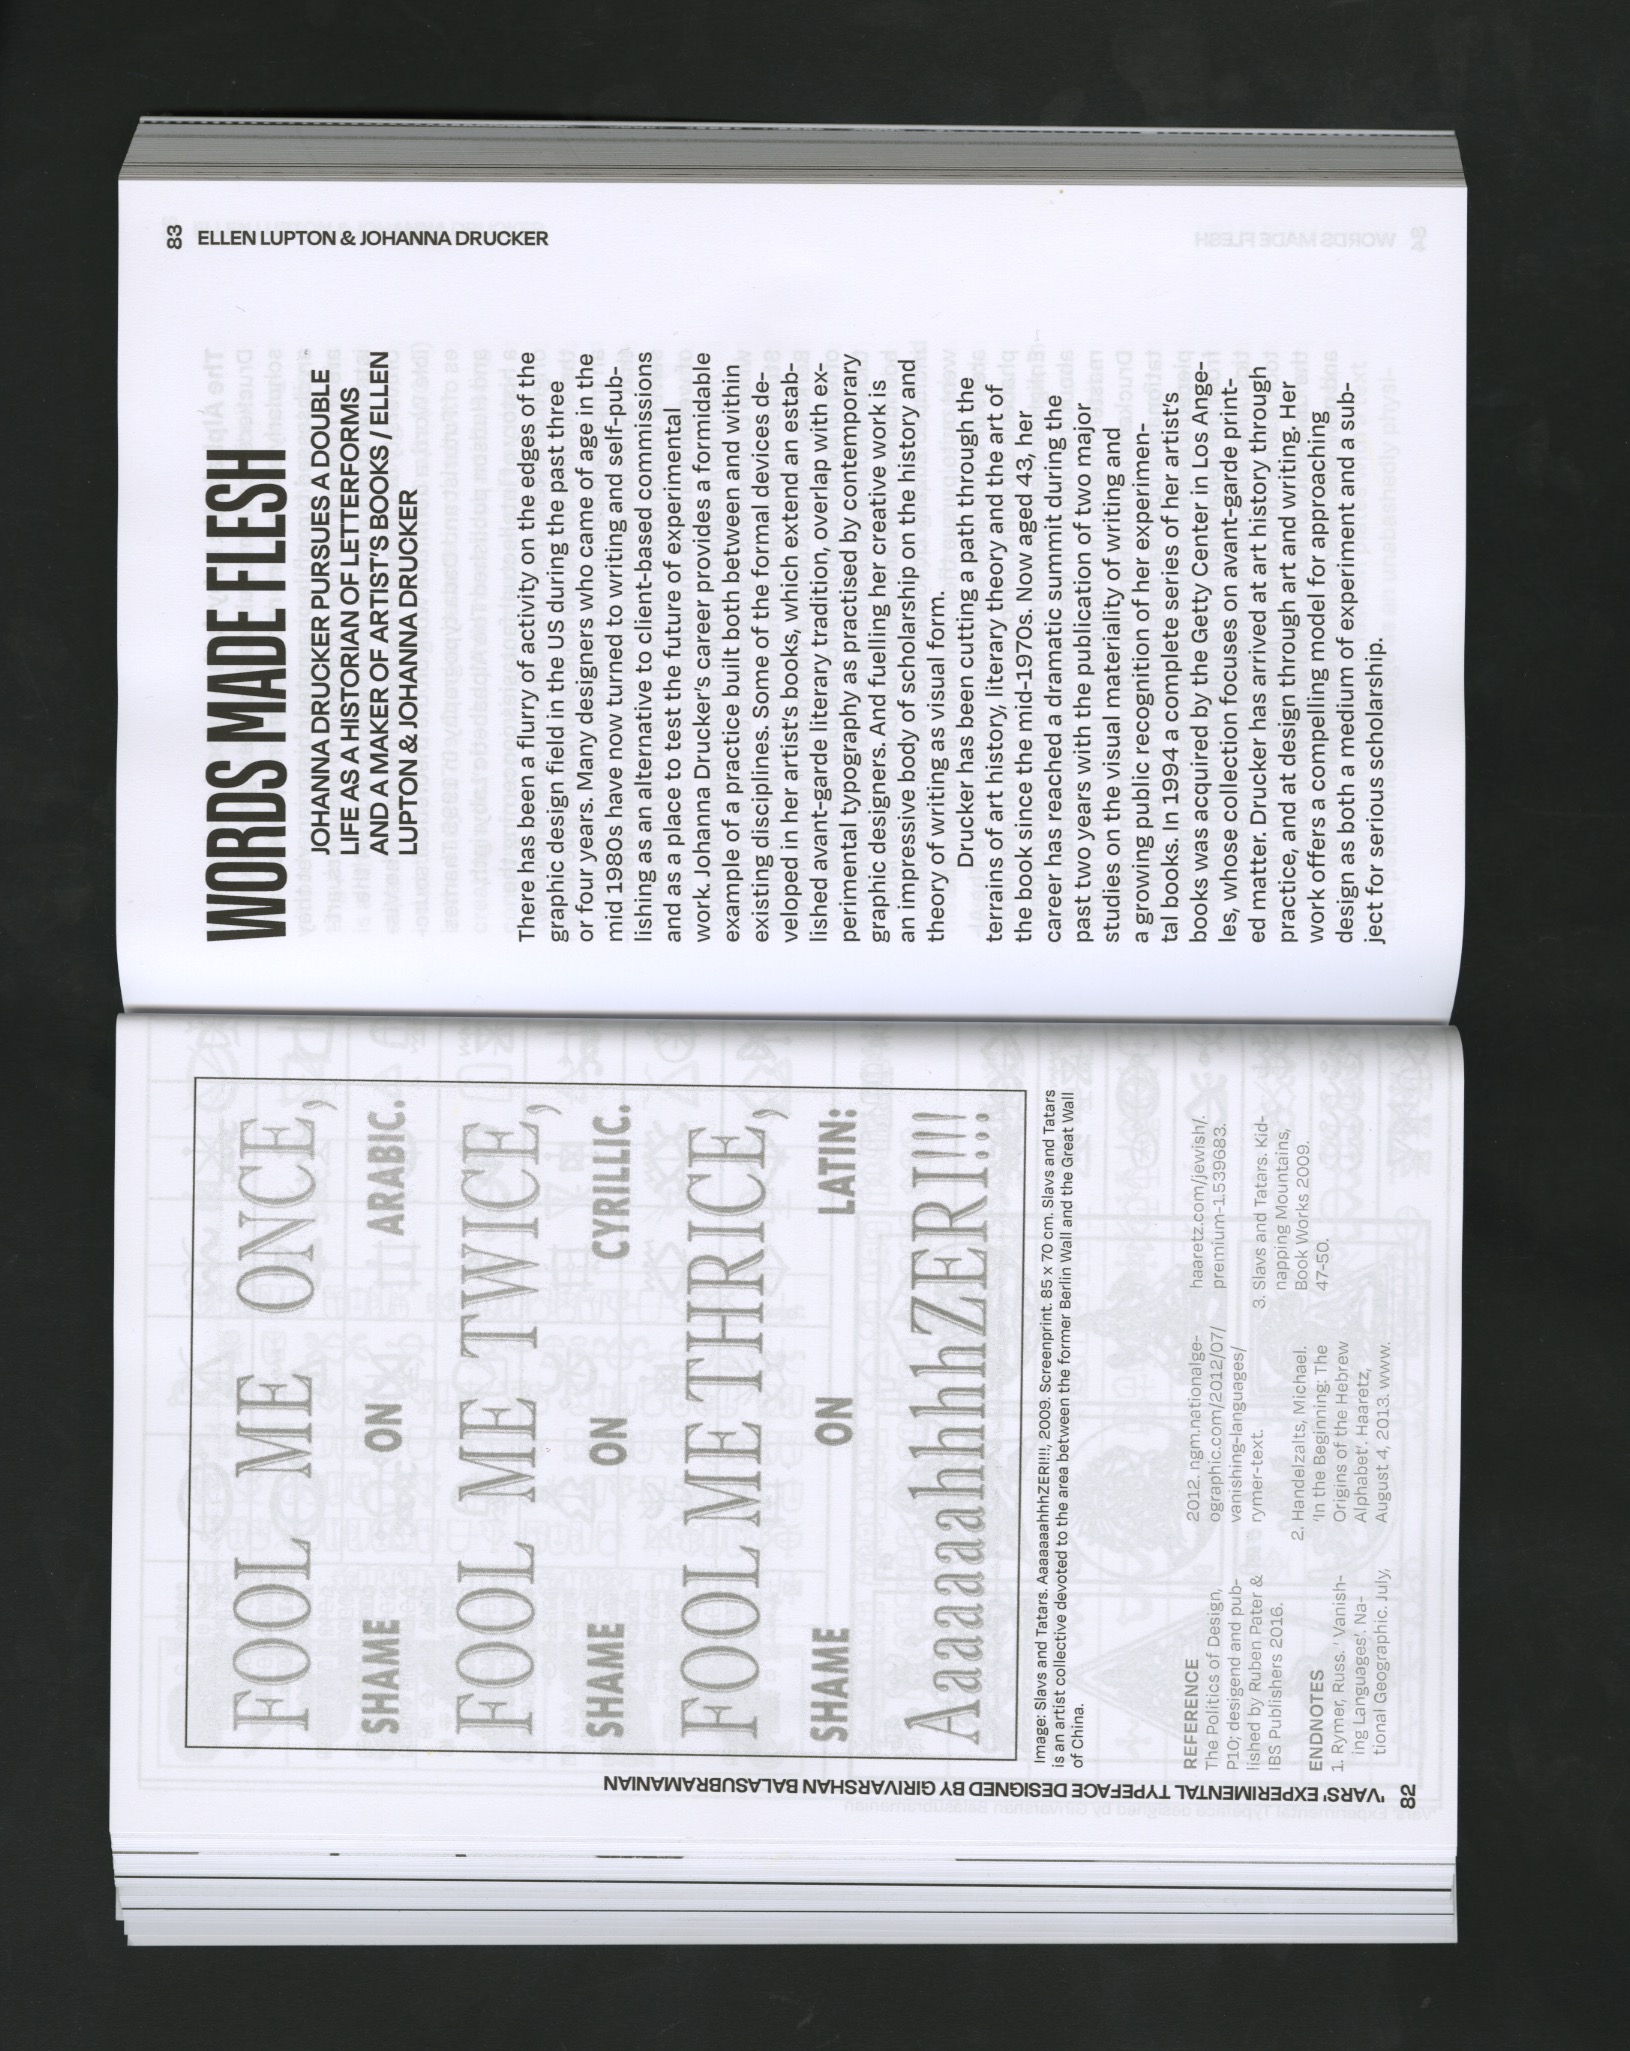 FOOL ME ONCE,
SHAME ON ARABIC.
FOOL ME TWICE,
SHAME ON CYRILLIC.
FOOL ME THRICE,
SHAME ON LATIN:
AaaaaaahhhZERI!!!
Image: Slavs and Tatars. AaaaaaahhhZERI!!!, 2009. Screenprint. 85 x 70 cm. Slavs and Tatars
is an artist collective devoted to the area between the former Berlin Wall and the Great Wall
of China.
REFERENCE
The Politics of Design,
P10; desigend and pub-
lished by Ruben Pater &
IBS Publishers 2016.
ENDNOTES
1. Rymer, Russ. ' Vanish-
ing Languages'. Na-
tional Geographic. July,
2012. ngm.nationalge-
ographic.com/2012/07/
vanishing-languages/
rymer-text.
2. Handelzalts, Michael.
'In the Beginning: The
Origins of the Hebrew
Alphabet'. Haaretz,
August 4, 2013. www.
haaretz.com/jewish/.
premium-1.539683.
3. Slavs and Tatars. Kid-
napping Mountains,
Book Works 2009.
47-50.
'VARS' EXPERIMENTAL TYPEFACE DESIGNED BY GIRIVARSHAN BALASUBRAMANIAN
82
83 ELLEN LUPTON & JOHANNA DRUCKER
WORDS MADE FLESH
JOHANNA DRUCKER PURSUES A DOUBLE
LIFE AS A HISTORIAN OF LETTERFORMS
AND A MAKER OF ARTIST'S BOOKS / ELLEN
LUPTON & JOHANNA DRUCKER
There has been a flurry of activity on the edges of the
graphic design field in the US during the past three
or four years. Many designers who came of age in the
mid 1980s have now turned to writing and self-pub-
lishing as an alternative to client-based commissions
and as a place to test the future of experimental
work. Johanna Drucker's career provides a formidable
example of a practice built both between and within
existing disciplines. Some of the formal devices de-
veloped in her artist's books, which extend an estab-
lished avant-garde literary tradition, overlap with ex-
perimental typography as practised by contemporary
graphic designers. And fuelling her creative work is
an impressive body of scholarship on the history and
theory of writing as visual form.
Drucker has been cutting a path through the
terrains of art history, literary theory and the art of
the book since the mid-1970s. Now aged 43, her
career has reached a dramatic summit during the
past two years with the publication of two major
studies on the visual materiality of writing and
a growing public recognition of her experimen-
tal books. In 1994 a complete series of her artist's
books was acquired by the Getty Center in Los Ange-
les, whose collection focuses on avant-garde print-
ed matter. Drucker has arrived at art history through
practice, and at design through art and writing. Her
work offers a compelling model for approaching
design as both a medium of experiment and a sub-
ject for serious scholarship.